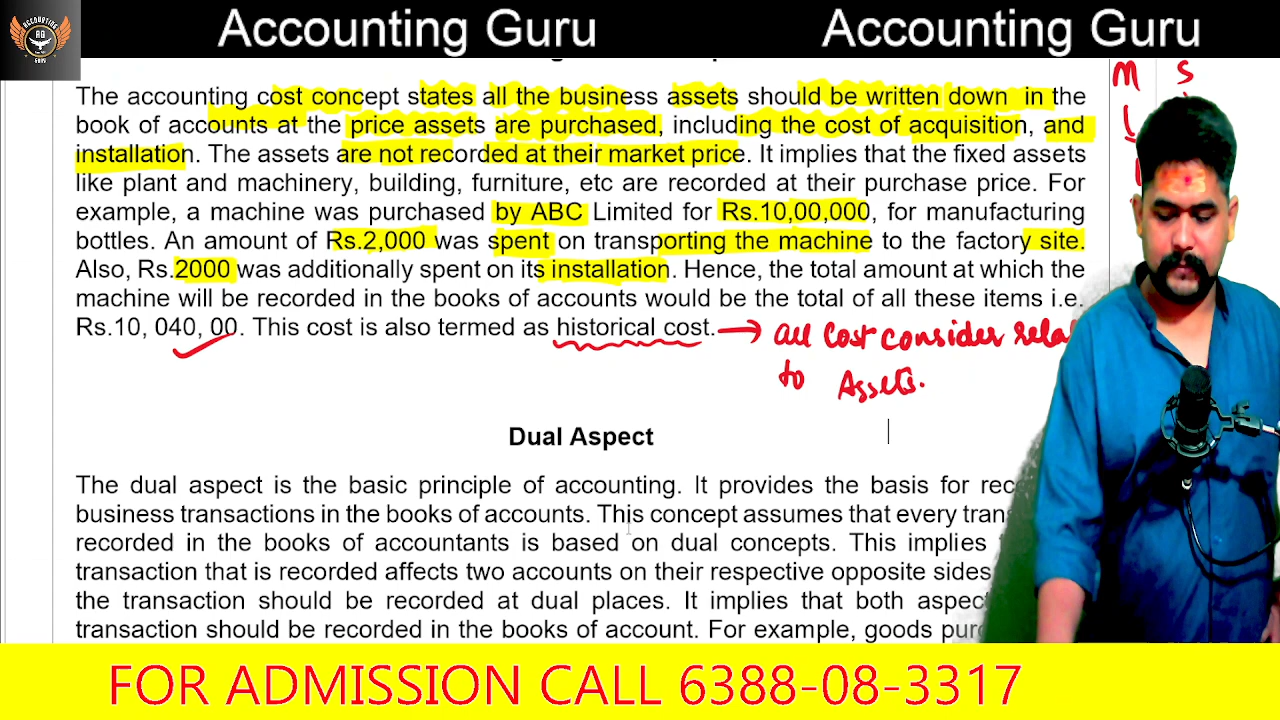 Accounting Guru
Accounting Guru
The accounting cost concept states all the business assets should be written down in the
book of accounts at the price assets are purchased, including the cost of acquisition, and
installation. The assets are not recorded at their market price. It implies that the fixed assets
like plant and machinery, building, furniture, etc are recorded at their purchase price. For
example, a machine was purchased by ABC Limited for Rs.10,00,000, for manufacturing
bottles. An amount of Rs.2,000 was spent on transporting the machine to the factory site.
Also, Rs.2000 was additionally spent on its installation. Hence, the total amount at which the
machine will be recorded in the books of accounts would be the total of all these items i.e.
Rs.10, 040, 00. This cost is also termed as historical cost.
all cost consider
to Assets.
M
S
Dual Aspect
The dual aspect is the basic principle of accounting. It provides the basis for
business transactions in the books of accounts. This concept assumes that every
recorded in the books of accountants is based on dual concepts. This implies
transaction that is recorded affects two accounts on their respective opposite sides
the transaction should be recorded at dual places. It implies that both
transaction should be recorded in the books of account. For example, goods
FOR ADMISSION CALL 6388-08-3317